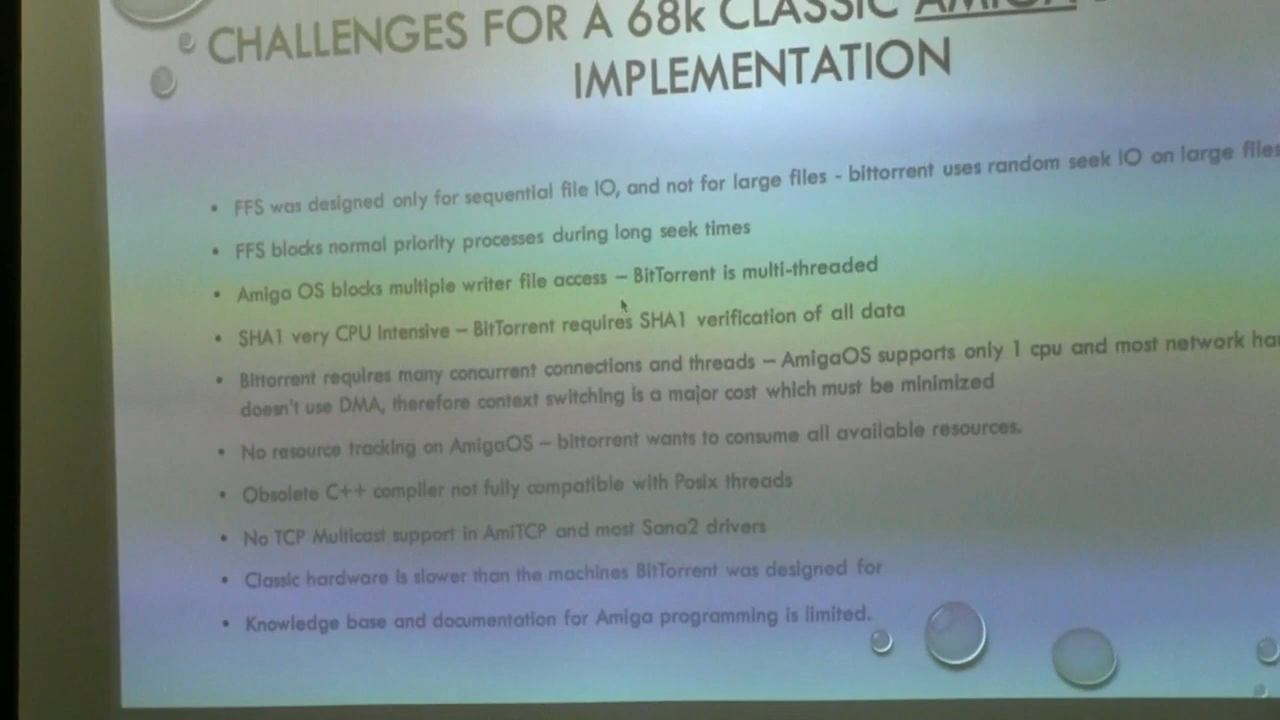 CHALLENGES FOR A 68k CLASSIC AMIGA
IMPLEMENTATION
• FFS was designed only for sequential file IO, and not for large files - bittorrent uses random seek IO on large files
• FFS blocks normal priority processes during long seek times
• Amiga OS blocks multiple writer file access – BitTorrent is multi-threaded
• SHA1 very CPU Intensive – BitTorrent requires SHA1 verification of all data
• Bittorrent requires many concurrent connections and threads – AmigaOS supports only 1 cpu and most network
doesn't use DMA, therefore context switching is a major cost which must be minimized
• No resource tracking on AmigaOS – bittorrent wants to consume all available resources.
• Obsolete C++ compiler not fully compatible with Posix threads
• No TCP Multicast support in AmiTCP and most Sana2 drivers
• Classic hardware is slower than the machines BitTorrent was designed for
• Knowledge base and documentation for Amiga programming is limited.